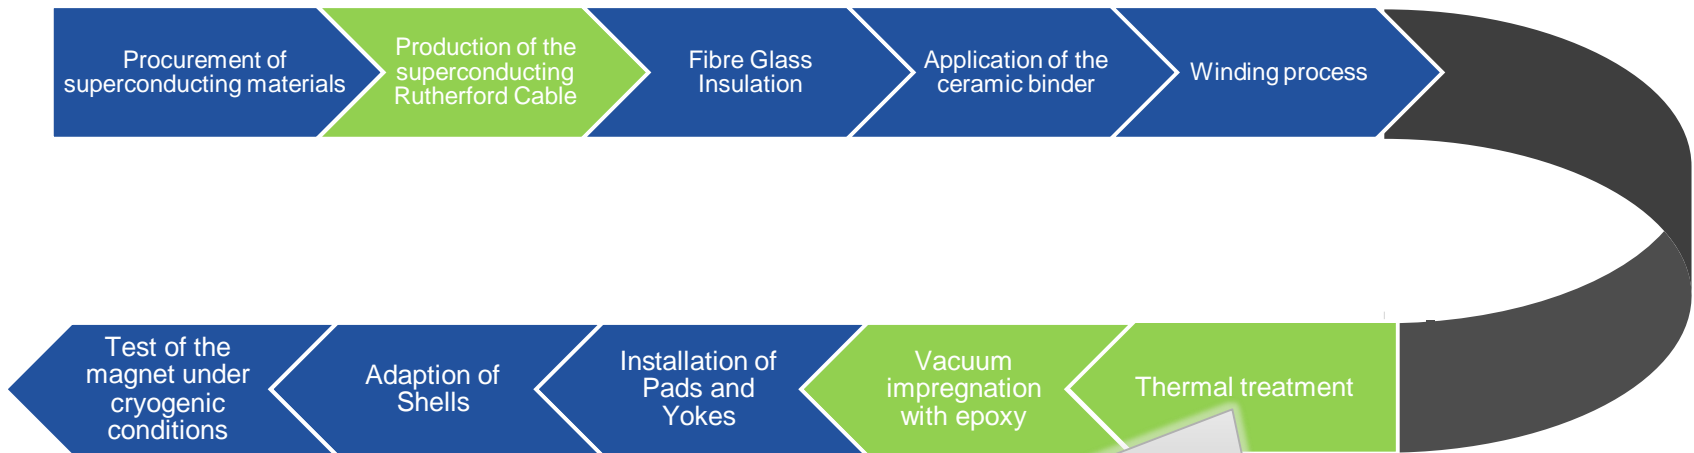 Procurement of
superconducting materials
Production of the
superconducting
Rutherford Cable
Fibre Glass
Insulation
Application of the
ceramic binder
Winding process
Thermal treatment
Vacuum
impregnation
with epoxy
Installation of
Pads and
Yokes
Adaption of
Shells
Test of the
magnet under
cryogenic
conditions